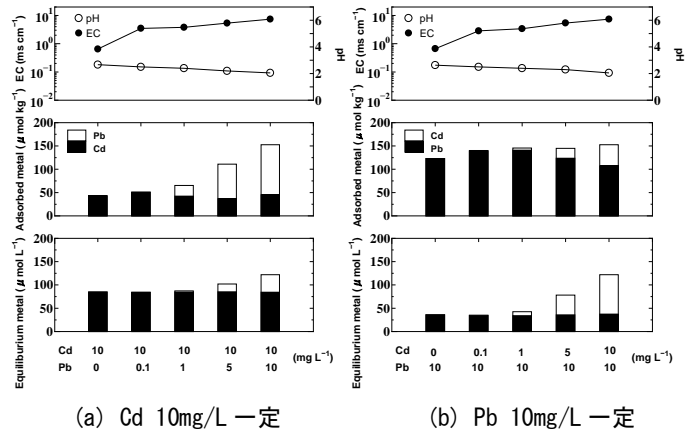 EC (ms cm⁻¹)
10²
10¹
10⁰
10⁻¹
10⁻²
pH
EC
6
4
2
0
pH
Adsorbed metal (μ mol kg⁻¹)
200
150
100
50
0
Pb
Cd
Equiliburium metal (μ mol L⁻¹)
200
150
100
50
0
Cd 10 10 10 10 10
Pb 0 0.1 1 5 10
(mg L⁻¹)
(a) Cd 10mg/L 一定
EC (ms cm⁻¹)
10²
10¹
10⁰
10⁻¹
10⁻²
pH
EC
6
4
2
0
pH
Adsorbed metal (μ mol kg⁻¹)
200
150
100
50
0
Cd
Pb
Equiliburium metal (μ mol L⁻¹)
200
150
100
50
0
Cd 0 0.1 1 5 10
Pb 10 10 10 10 10
(mg L⁻¹)
(b) Pb 10mg/L 一定